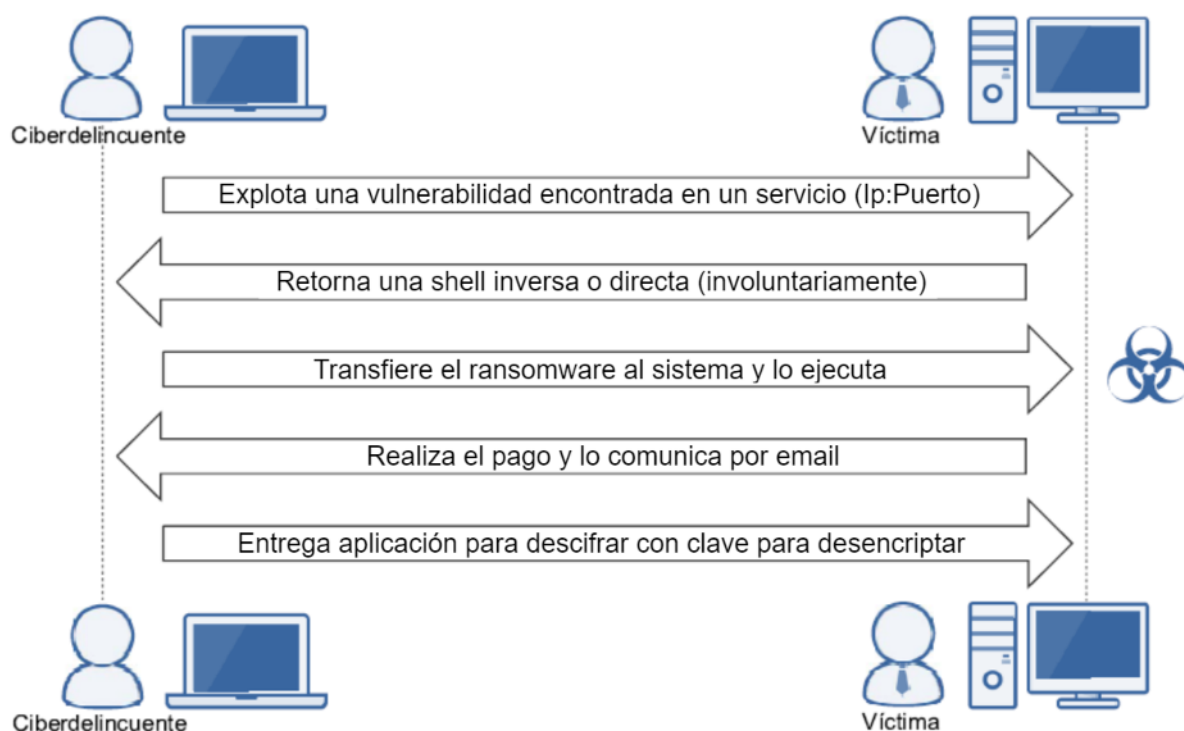 Ciberdelincuente
Víctima
Explota una vulnerabilidad encontrada en un servicio (Ip:Puerto)
Retorna una shell inversa o directa (involuntariamente)
Transfiere el ransomware al sistema y lo ejecuta
Realiza el pago y lo comunica por email
Entrega aplicación para descifrar con clave para desencriptar
Ciberdelincuente
Víctima